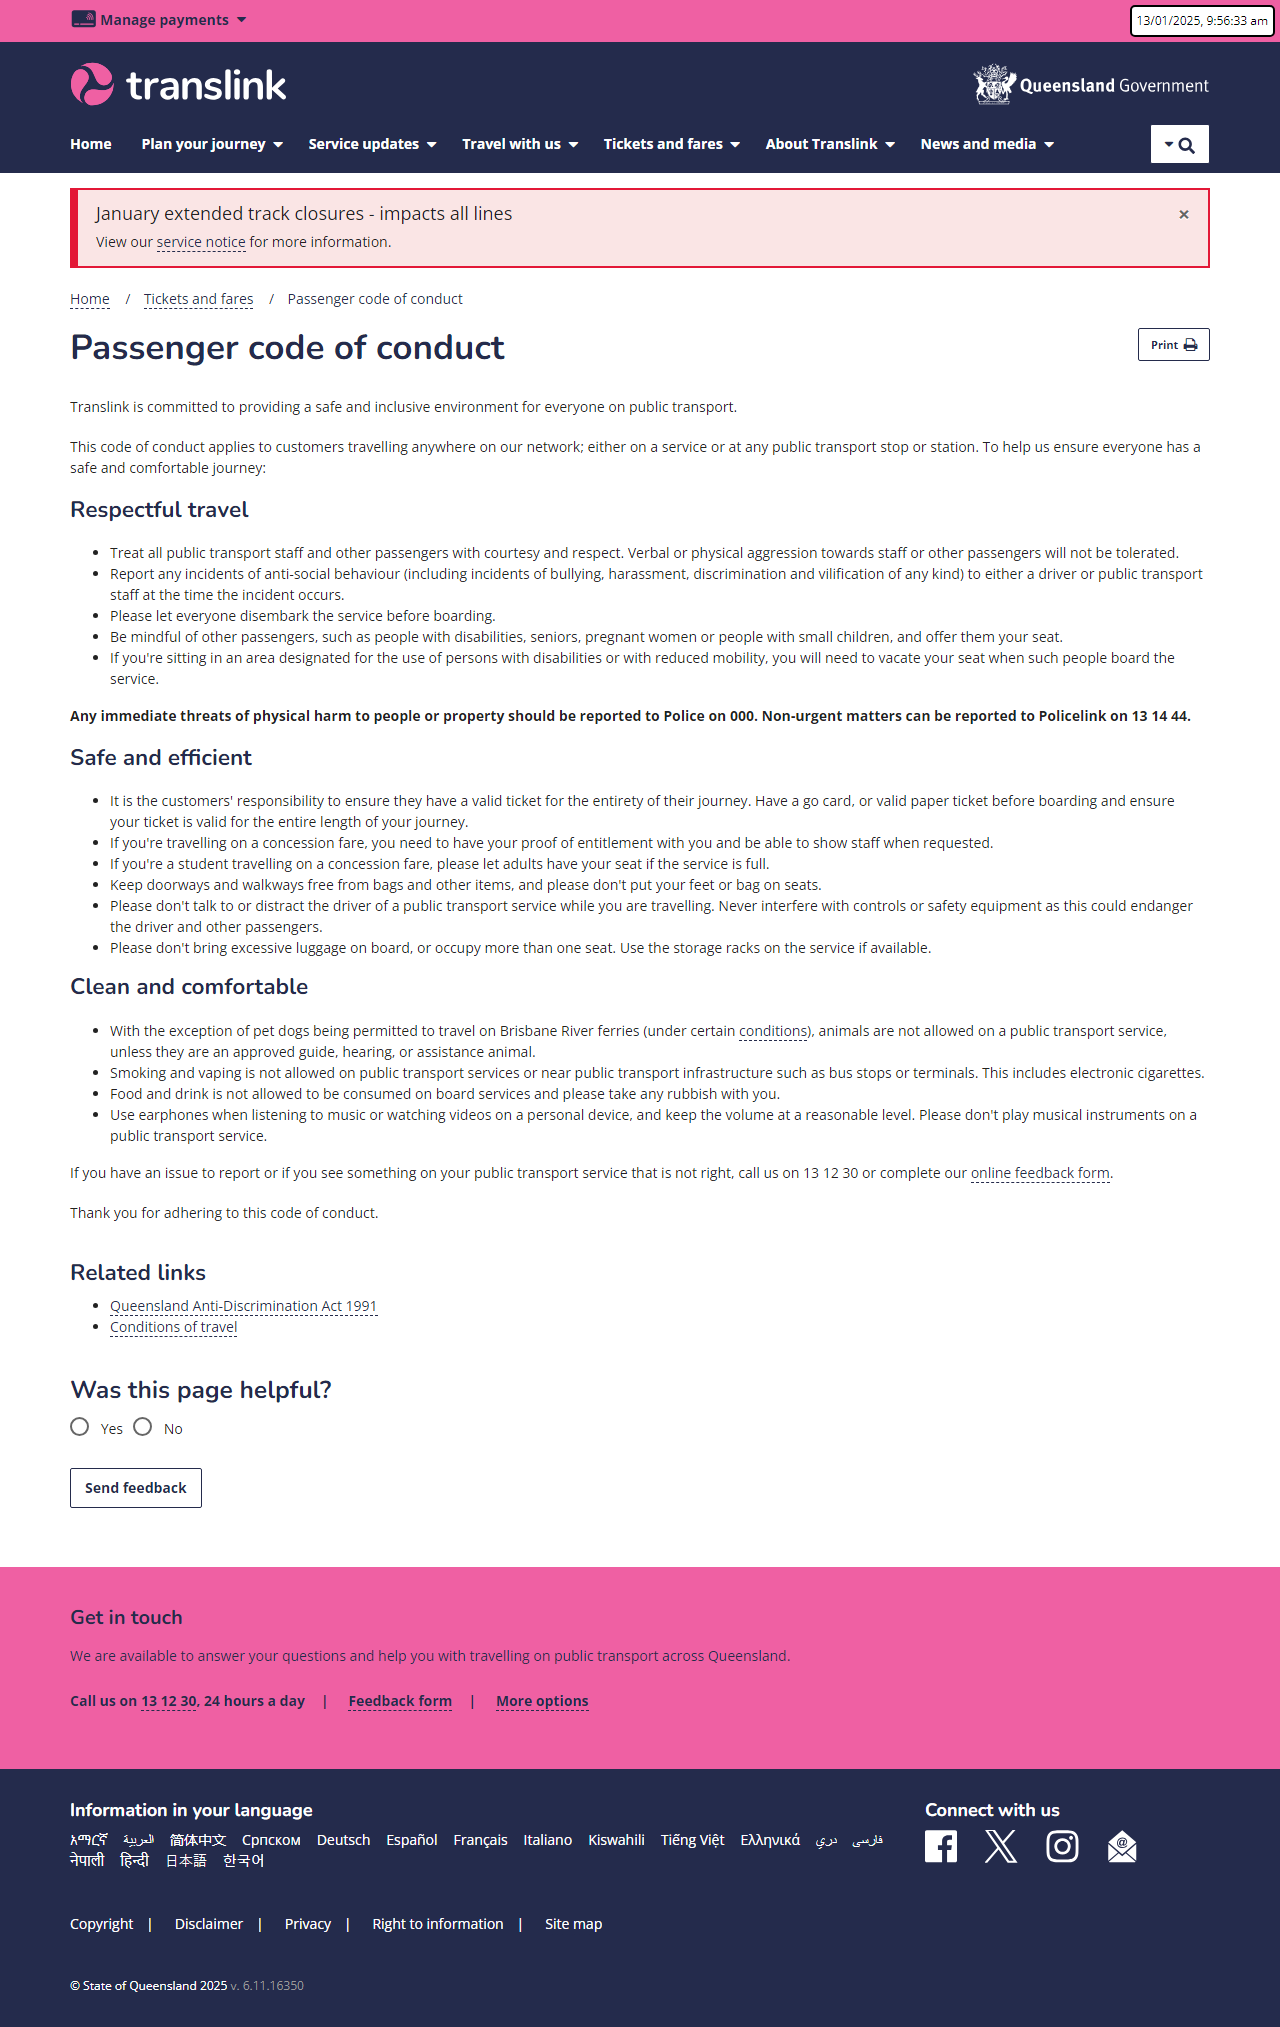 Manage payments
13/01/2025, 9:56:33 am
translink
Queensland Government
Home Plan your journey Service updates Travel with us Tickets and fares About Translink News and media
January extended track closures - impacts all lines ×
View our service notice for more information.
Home / Tickets and fares / Passenger code of conduct
Passenger code of conduct
Print
Translink is committed to providing a safe and inclusive environment for everyone on public transport.
This code of conduct applies to customers travelling anywhere on our network; either on a service or at any public transport stop or station. To help us ensure everyone has a
safe and comfortable journey:
Respectful travel
• Treat all public transport staff and other passengers with courtesy and respect. Verbal or physical aggression towards staff or other passengers will not be tolerated.
• Report any incidents of anti-social behaviour (including incidents of bullying, harassment, discrimination and vilification of any kind) to either a driver or public transport
staff at the time the incident occurs.
• Please let everyone disembark the service before boarding.
• Be mindful of other passengers, such as people with disabilities, seniors, pregnant women or people with small children, and offer them your seat.
• If you're sitting in an area designated for the use of persons with disabilities or with reduced mobility, you will need to vacate your seat when such people board the
service.
Any immediate threats of physical harm to people or property should be reported to Police on 000. Non-urgent matters can be reported to Policelink on 13 14 44.
Safe and efficient
• It is the customers' responsibility to ensure they have a valid ticket for the entirety of their journey. Have a go card, or valid paper ticket before boarding and ensure
your ticket is valid for the entire length of your journey.
• If you're travelling on a concession fare, you need to have your proof of entitlement with you and be able to show staff when requested.
• If you're a student travelling on a concession fare, please let adults have your seat if the service is full.
• Keep doorways and walkways free from bags and other items, and please don't put your feet or bag on seats.
• Please don't talk to or distract the driver of a public transport service while you are travelling. Never interfere with controls or safety equipment as this could endanger
the driver and other passengers.
• Please don't bring excessive luggage on board, or occupy more than one seat. Use the storage racks on the service if available.
Clean and comfortable
• With the exception of pet dogs being permitted to travel on Brisbane River ferries (under certain conditions), animals are not allowed on a public transport service,
unless they are an approved guide, hearing, or assistance animal.
• Smoking and vaping is not allowed on public transport services or near public transport infrastructure such as bus stops or terminals. This includes electronic cigarettes.
• Food and drink is not allowed to be consumed on board services and please take any rubbish with you.
• Use earphones when listening to music or watching videos on a personal device, and keep the volume at a reasonable level. Please don't play musical instruments on a
public transport service.
If you have an issue to report or if you see something on your public transport service that is not right, call us on 13 12 30 or complete our online feedback form.
Thank you for adhering to this code of conduct.
Related links
• Queensland Anti-Discrimination Act 1991
• Conditions of travel
Was this page helpful?
Yes No
Send feedback
Get in touch
We are available to answer your questions and help you with travelling on public transport across Queensland.
Call us on 13 12 30, 24 hours a day | Feedback form | More options
Information in your language
አማርኛ العربية 简体中文 Српском Deutsch Español Français Italiano Kiswahili Tiếng Việt Ελληνικά دري فارسی
नेपाली हिन्दी 日本語 한국어
Connect with us
Copyright | Disclaimer | Privacy | Right to information | Site map
© State of Queensland 2025 v. 6.11.16350